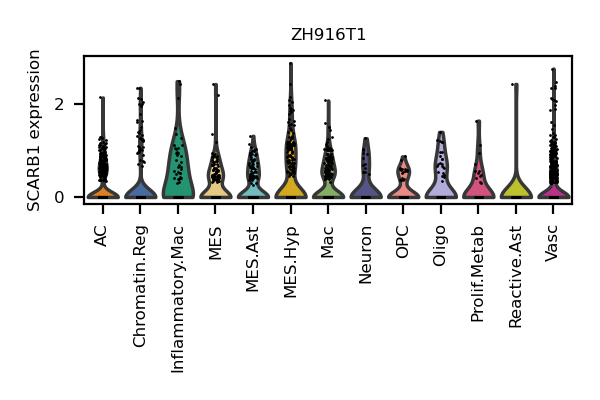 ZH916T1
SCARB1 expression
2
0
AC
Chromatin.Reg
Inflammatory.Mac
MES
MES.Ast
MES.Hyp
Mac
Neuron
OPC
Oligo
Prolif.Metab
Reactive.Ast
Vasc